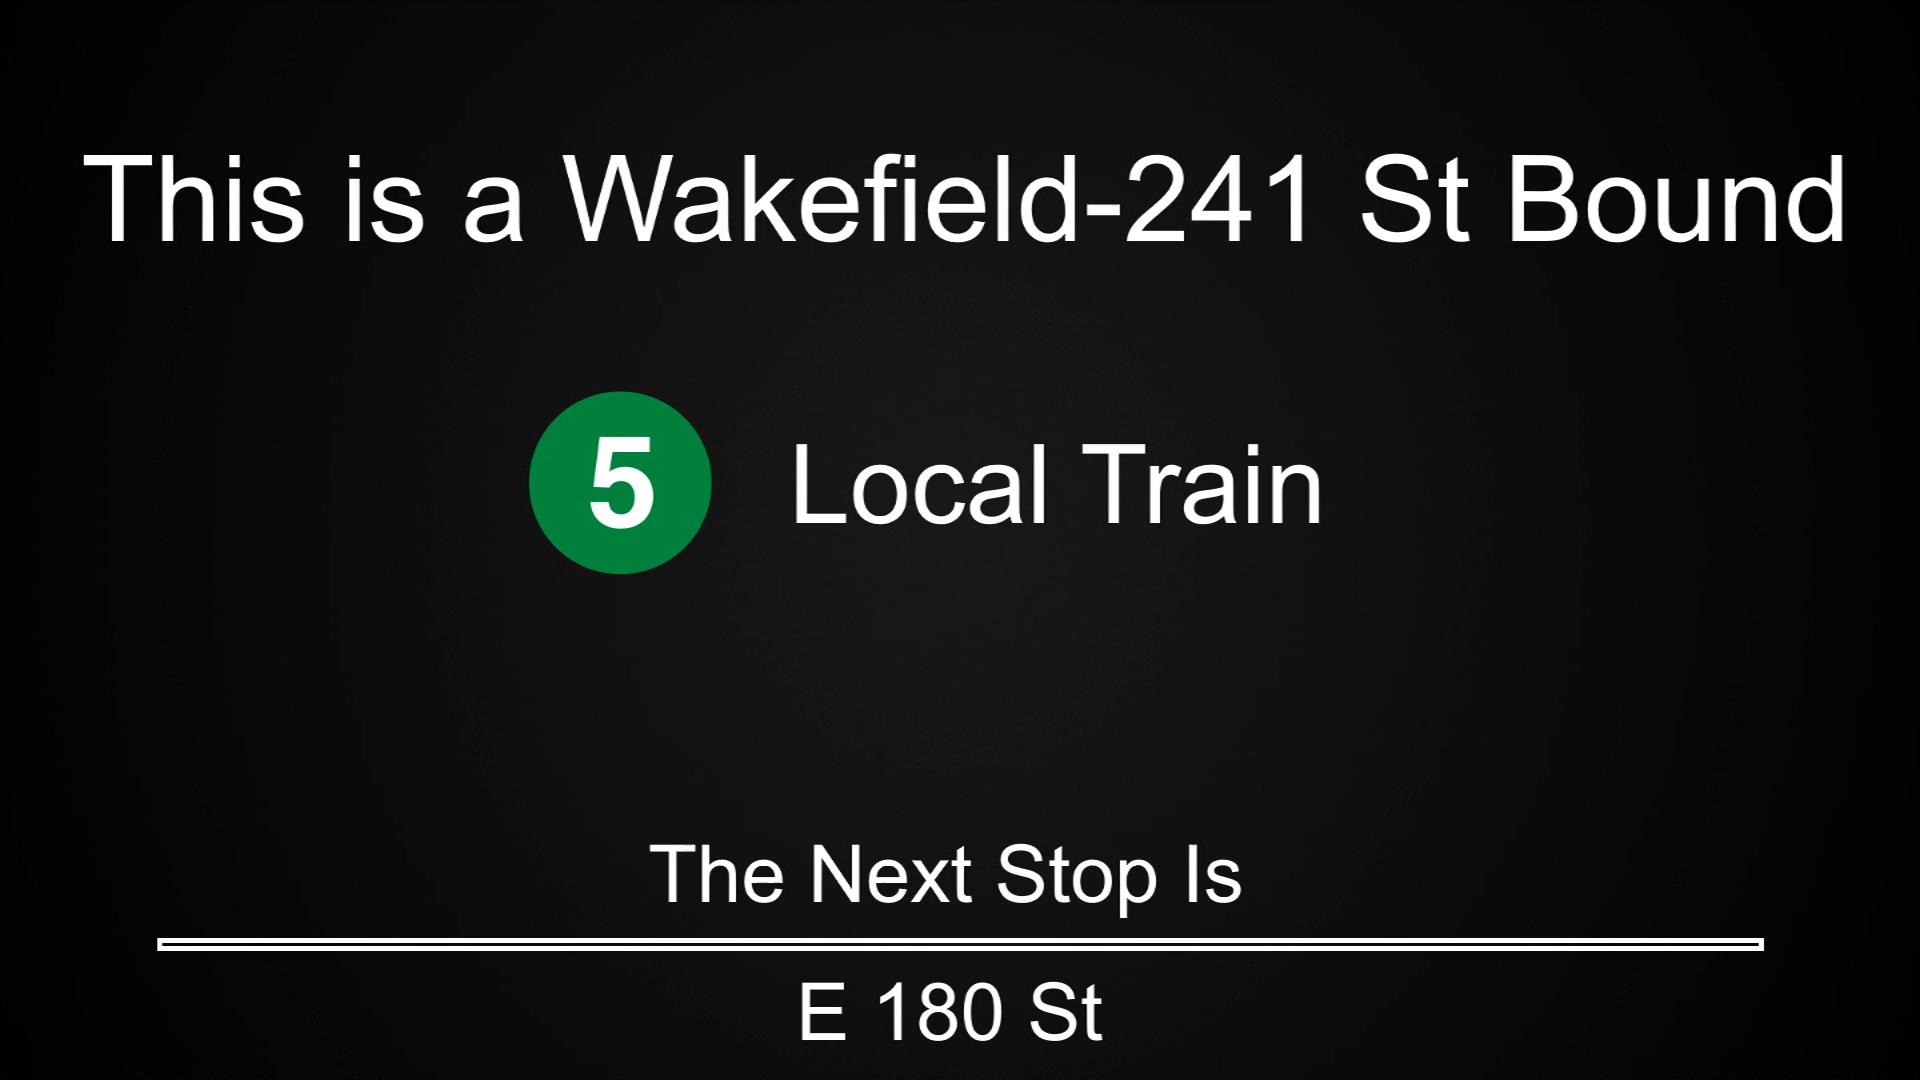 This is a Wakefield-241 St Bound
5 Local Train
The Next Stop Is
E 180 St